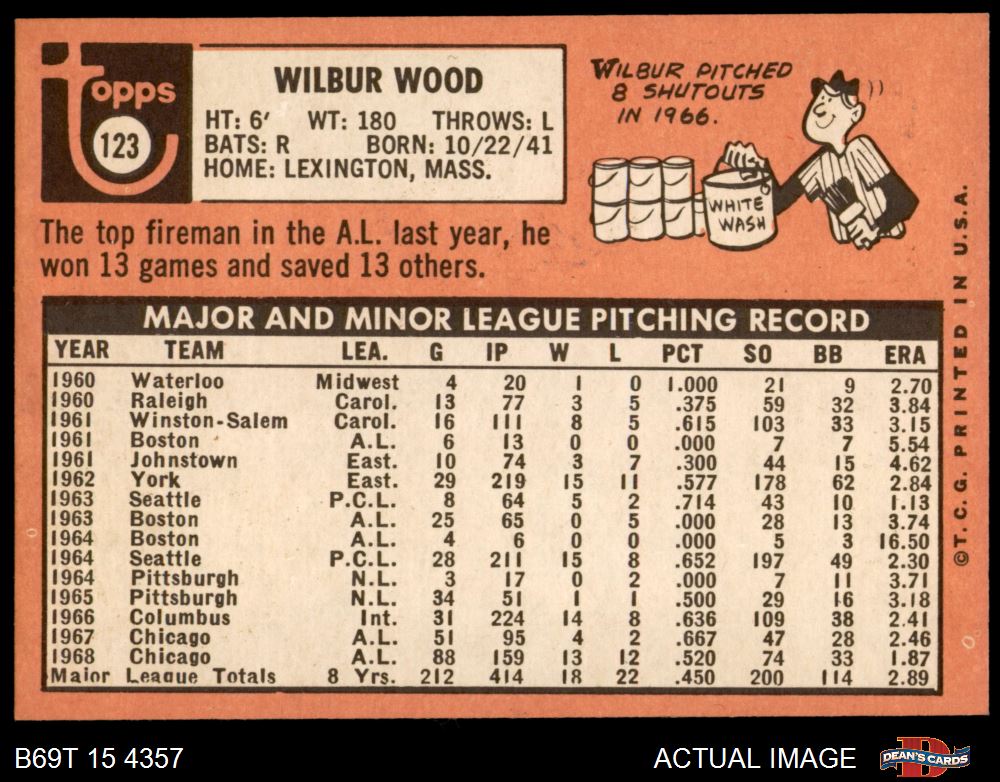 topps
123
WILBUR WOOD
HT: 6' WT: 180 THROWS: L
BATS: R BORN: 10/22/41
HOME: LEXINGTON, MASS.
WILBUR PITCHED
8 SHUTOUTS
IN 1966.
WHITE
WASH
The top fireman in the A.L. last year, he
won 13 games and saved 13 others.
MAJOR AND MINOR LEAGUE PITCHING RECORD
YEAR TEAM LEA. G IP W L PCT SO BB ERA
1960 Waterloo Midwest 4 20 1 0 1.000 21 9 2.70
1960 Raleigh Carol. 13 77 3 5 .375 59 32 3.84
1961 Winston-Salem Carol. 16 111 8 5 .615 103 33 3.15
1961 Boston A.L. 6 13 0 0 .000 7 7 5.54
1961 Johnstown East. 10 74 3 7 .300 44 15 4.62
1962 York East. 29 219 15 11 .577 178 62 2.84
1963 Seattle P.C.L. 8 64 5 2 .714 43 10 1.13
1963 Boston A.L. 25 65 0 5 .000 28 13 3.74
1964 Boston A.L. 4 6 0 0 .000 5 3 16.50
1964 Seattle P.C.L. 28 211 15 8 .652 197 49 2.30
1964 Pittsburgh N.L. 3 17 0 2 .000 7 11 3.71
1965 Pittsburgh N.L. 34 51 1 1 .500 29 16 3.18
1966 Columbus Int. 31 224 14 8 .636 109 38 2.41
1967 Chicago A.L. 51 95 4 2 .667 47 28 2.46
1968 Chicago A.L. 88 159 13 12 .520 74 33 1.87
Major League Totals 8 Yrs. 212 414 18 22 .450 200 114 2.89
© T. C. G. PRINTED IN U.S.A.
B69T 15 4357
ACTUAL IMAGE
D
DEAN'S CARDS